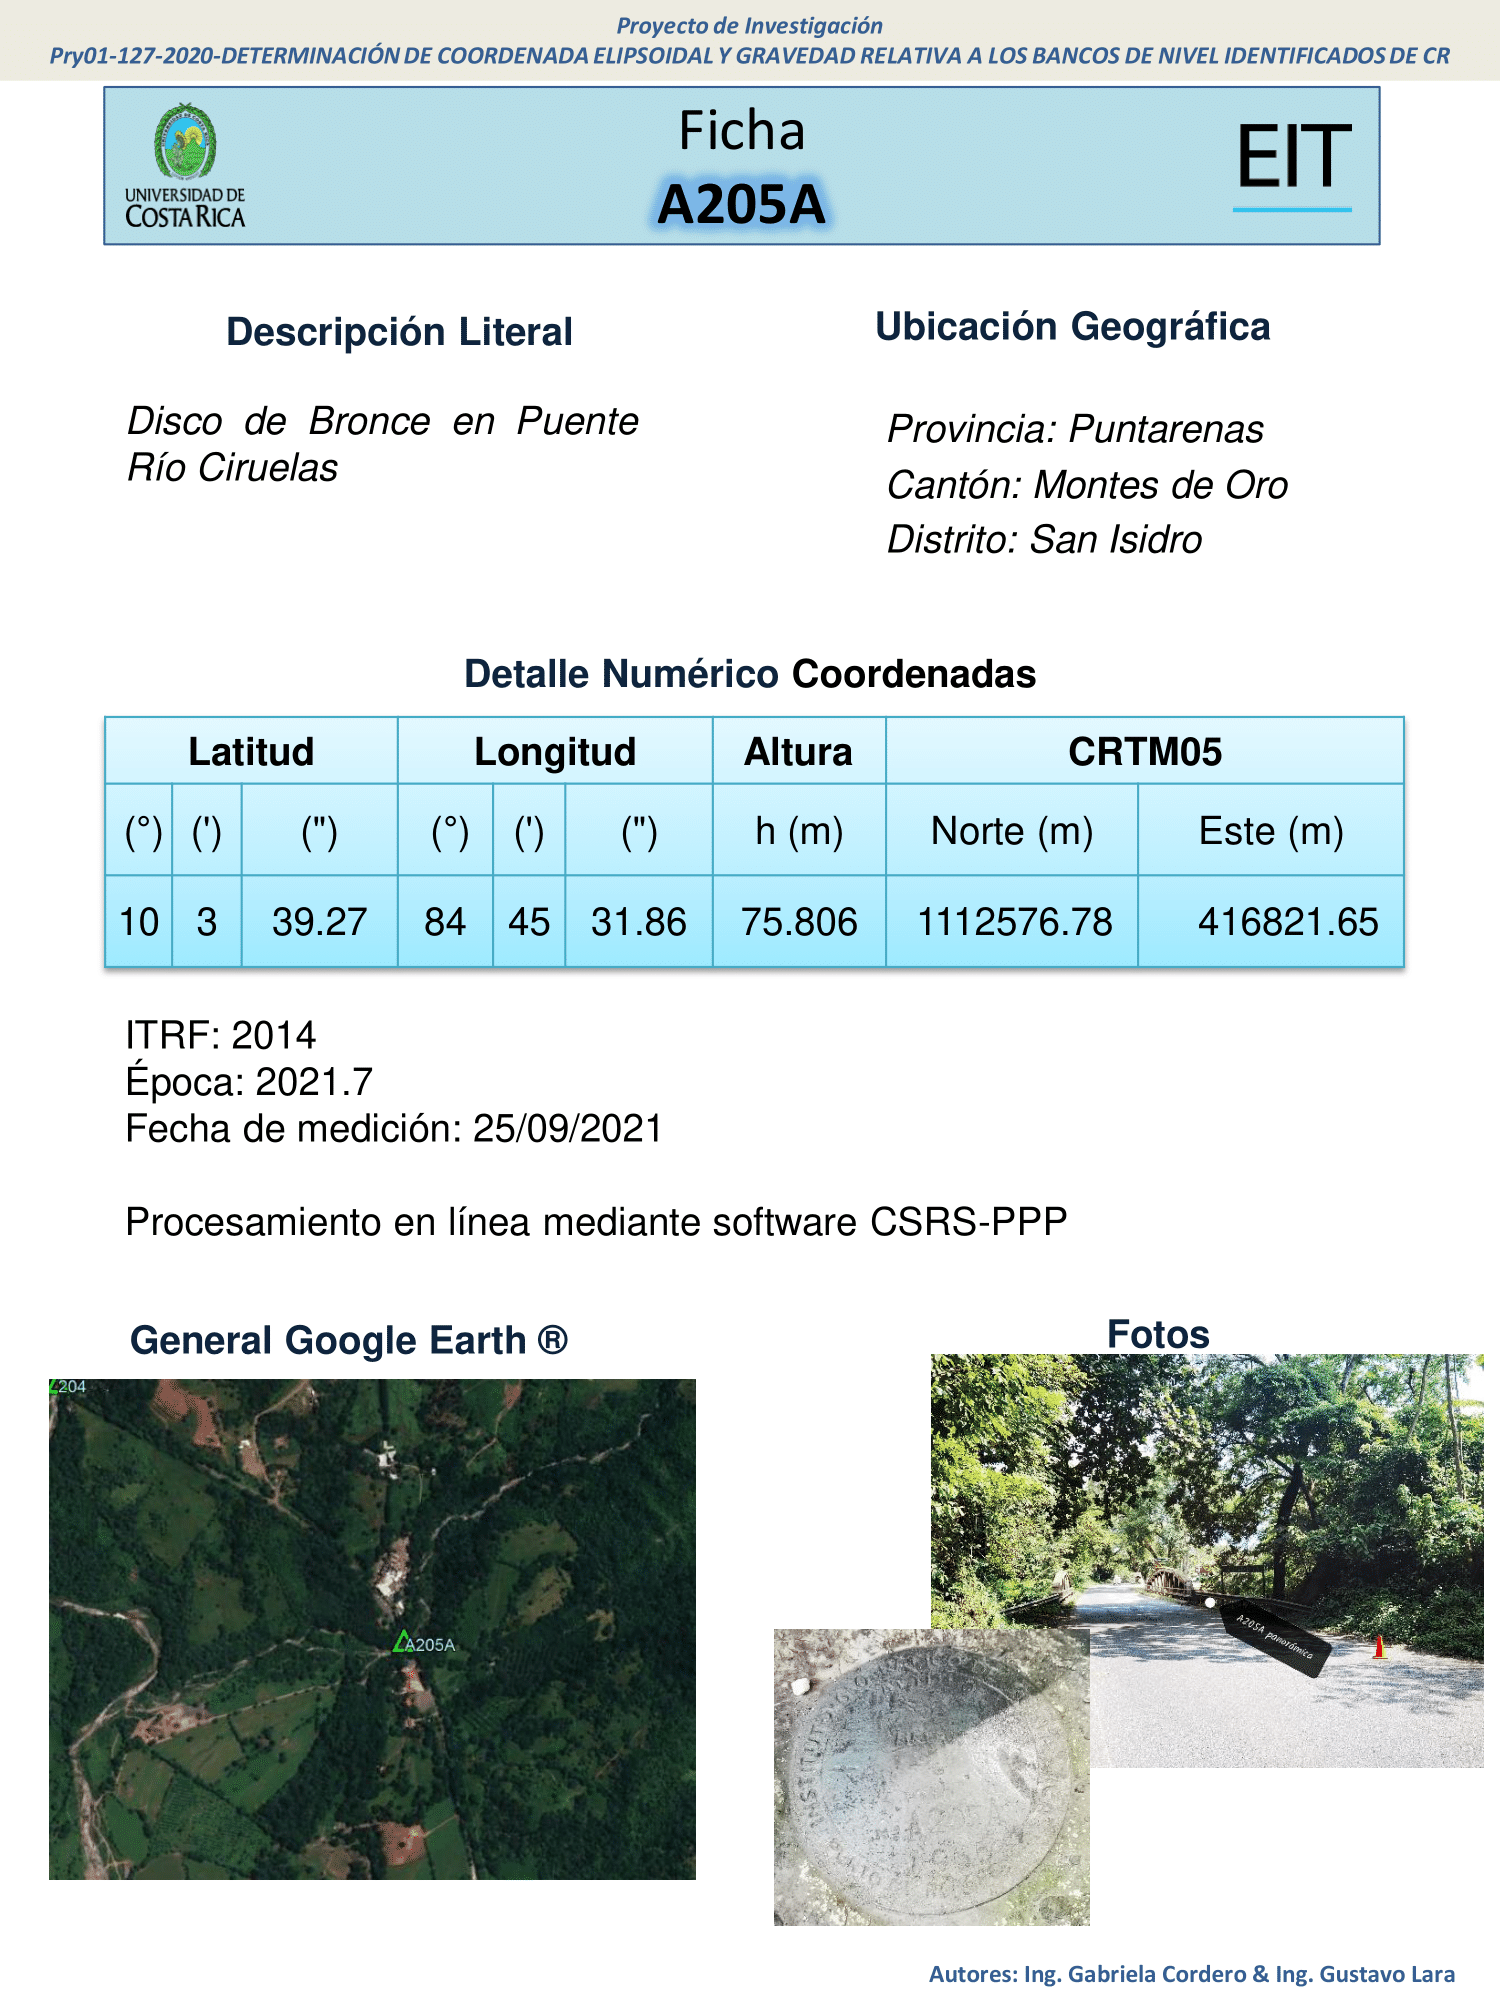 Proyecto de Investigación
Pry01-127-2020-DETERMINACIÓN DE COORDENADA ELIPSOIDAL Y GRAVEDAD RELATIVA A LOS BANCOS DE NIVEL IDENTIFICADOS DE CR
UNIVERSIDAD DE
COSTA RICA
Ficha
A205A
EIT
Descripción Literal
Disco de Bronce en Puente
Río Ciruelas
Ubicación Geográfica
Provincia: Puntarenas
Cantón: Montes de Oro
Distrito: San Isidro
Detalle Numérico Coordenadas
Latitud Longitud Altura CRTM05
(°) (') (") (°) (') (") h (m) Norte (m) Este (m)
10 3 39.27 84 45 31.86 75.806 1112576.78 416821.65
ITRF: 2014
Época: 2021.7
Fecha de medición: 25/09/2021
Procesamiento en línea mediante software CSRS-PPP
General Google Earth ®
204
A205A
Fotos
A205A panorámica
INSTITUTO
Autores: Ing. Gabriela Cordero & Ing. Gustavo Lara